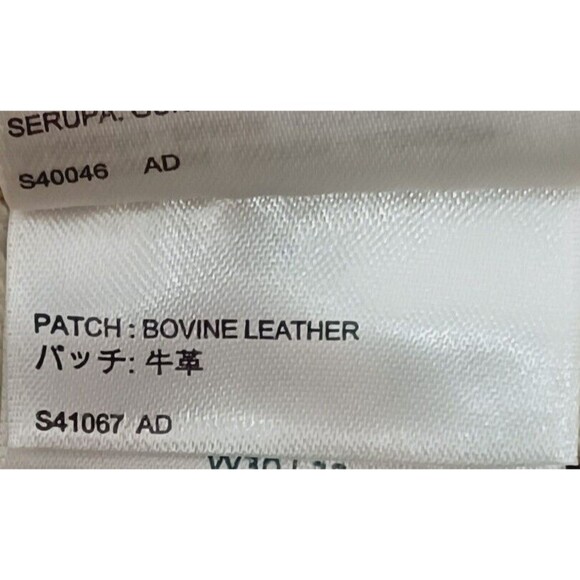 SERUPA:
S40046 AD
PATCH : BOVINE LEATHER
パッチ: 牛革
S41067 AD